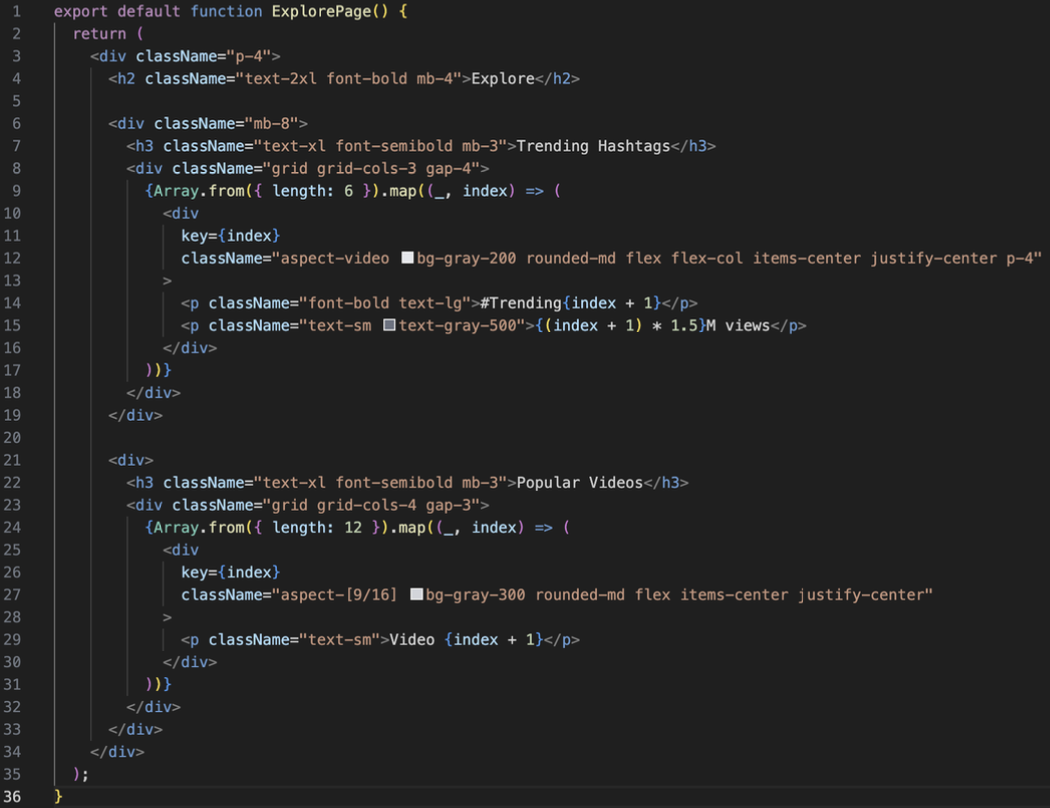 1 export default function ExplorePage() {
2   return (
3     <div className="p-4">
4       <h2 className="text-2xl font-bold mb-4">Explore</h2>
5
6       <div className="mb-8">
7         <h3 className="text-xl font-semibold mb-3">Trending Hashtags</h3>
8         <div className="grid grid-cols-3 gap-4">
9           {Array.from({ length: 6 }).map((_, index) => (
10             <div
11               key={index}
12               className="aspect-video bg-gray-200 rounded-md flex flex-col items-center justify-center p-4"
13             >
14               <p className="font-bold text-lg">#Trending{index + 1}</p>
15               <p className="text-sm text-gray-500">{(index + 1) * 1.5}M views</p>
16             </div>
17           ))}
18         </div>
19       </div>
20
21       <div>
22         <h3 className="text-xl font-semibold mb-3">Popular Videos</h3>
23         <div className="grid grid-cols-4 gap-3">
24           {Array.from({ length: 12 }).map((_, index) => (
25             <div
26               key={index}
27               className="aspect-[9/16] bg-gray-300 rounded-md flex items-center justify-center"
28             >
29               <p className="text-sm">Video {index + 1}</p>
30             </div>
31           ))}
32         </div>
33       </div>
34     </div>
35   );
36 }